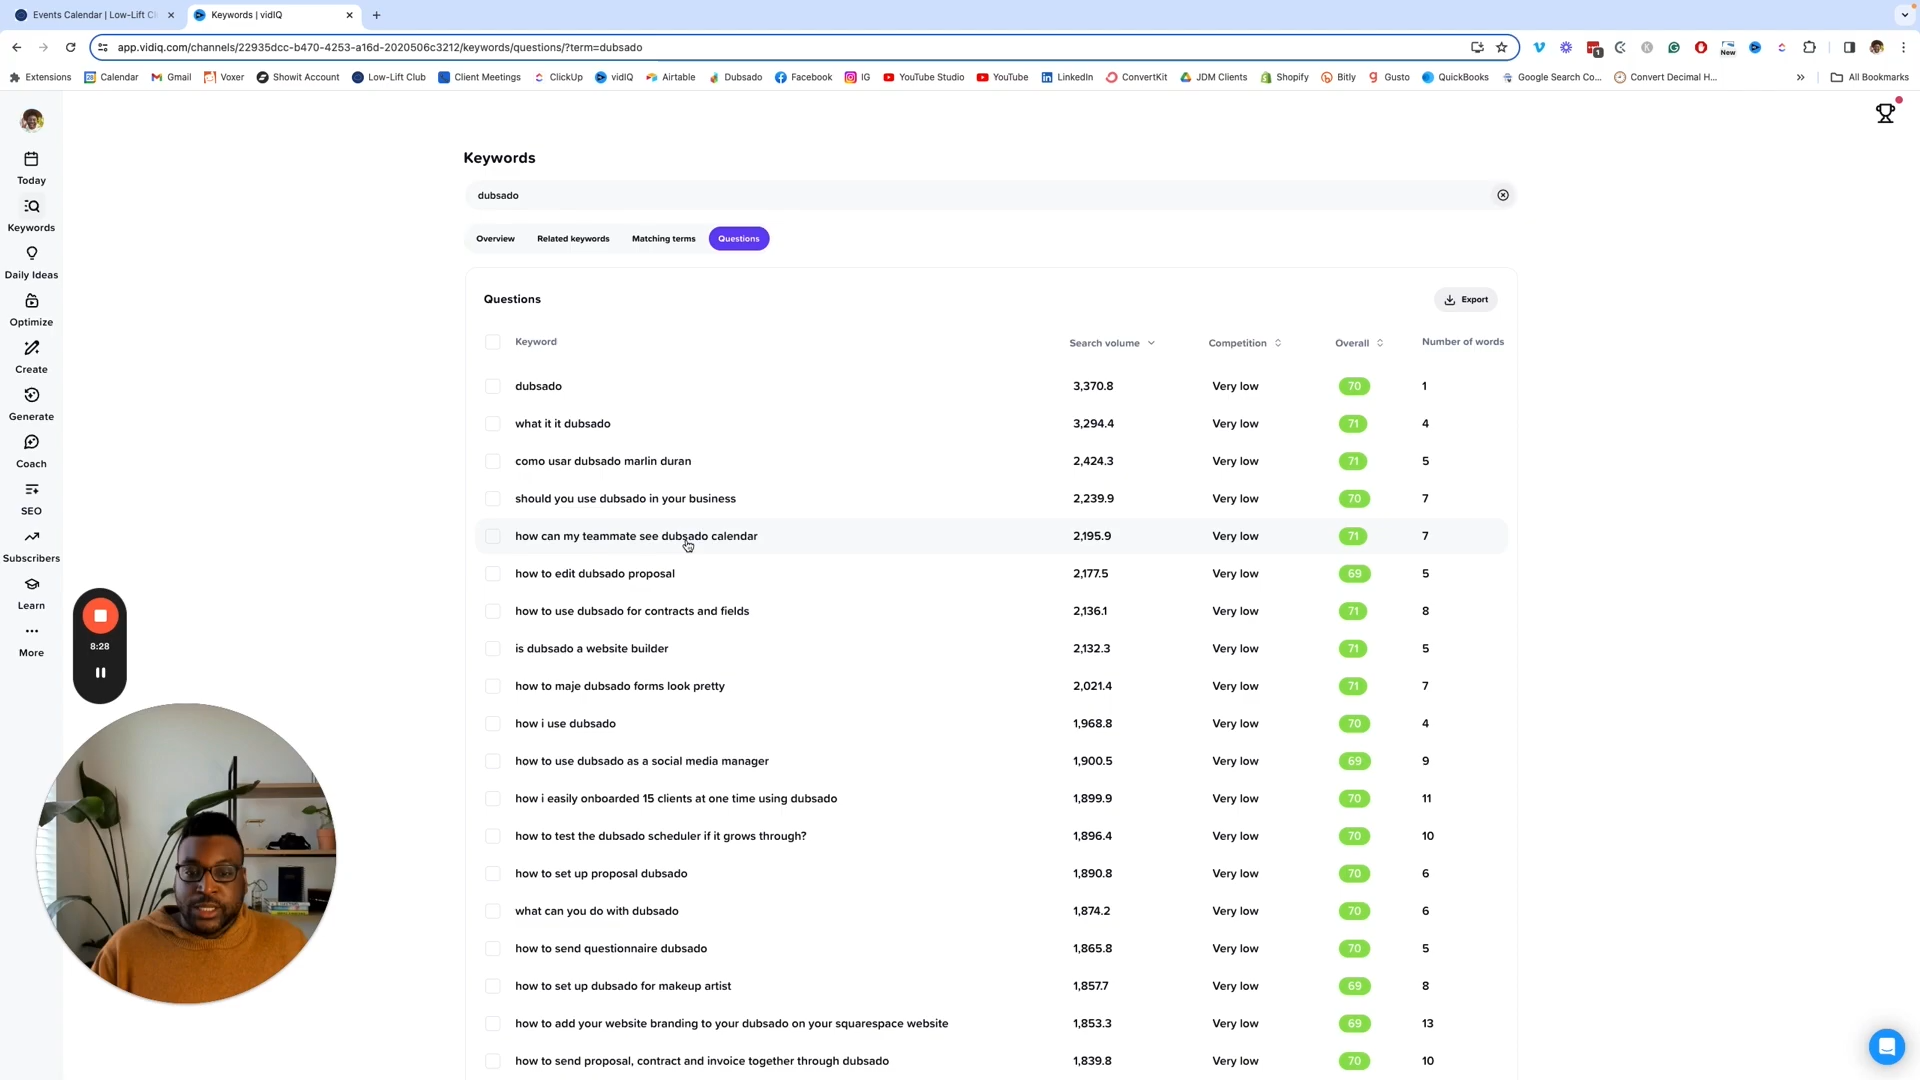 Events Calendar | Low-Lift Cl
Keywords | vidIQ
app.vidiq.com/channels/22935dcc-b470-4253-a16d-2020506c3212/keywords/questions/?term=dubsado
1
New
Extensions
Calendar
Gmail
Voxer
Showit Account
Low-Lift Club
Client Meetings
ClickUp
vidIQ
Airtable
Dubsado
Facebook
IG
YouTube Studio
YouTube
LinkedIn
ConvertKit
JDM Clients
Shopify
Bitly
Gusto
QuickBooks
Google Search Co...
Convert Decimal H...
»
All Bookmarks
Today
Keywords
Daily Ideas
Optimize
Create
Generate
Coach
SEO
Subscribers
Learn
More
8:28
Keywords
dubsado
Overview Related keywords Matching terms Questions
Questions
Export
Keyword Search volume Competition Overall Number of words
dubsado 3,370.8 Very low 70 1
what it it dubsado 3,294.4 Very low 71 4
como usar dubsado marlin duran 2,424.3 Very low 71 5
should you use dubsado in your business 2,239.9 Very low 70 7
how can my teammate see dubsado calendar 2,195.9 Very low 71 7
how to edit dubsado proposal 2,177.5 Very low 69 5
how to use dubsado for contracts and fields 2,136.1 Very low 71 8
is dubsado a website builder 2,132.3 Very low 71 5
how to maje dubsado forms look pretty 2,021.4 Very low 71 7
how i use dubsado 1,968.8 Very low 70 4
how to use dubsado as a social media manager 1,900.5 Very low 69 9
how i easily onboarded 15 clients at one time using dubsado 1,899.9 Very low 70 11
how to test the dubsado scheduler if it grows through? 1,896.4 Very low 70 10
how to set up proposal dubsado 1,890.8 Very low 70 6
what can you do with dubsado 1,874.2 Very low 70 6
how to send questionnaire dubsado 1,865.8 Very low 70 5
how to set up dubsado for makeup artist 1,857.7 Very low 69 8
how to add your website branding to your dubsado on your squarespace website 1,853.3 Very low 69 13
how to send proposal, contract and invoice together through dubsado 1,839.8 Very low 70 10